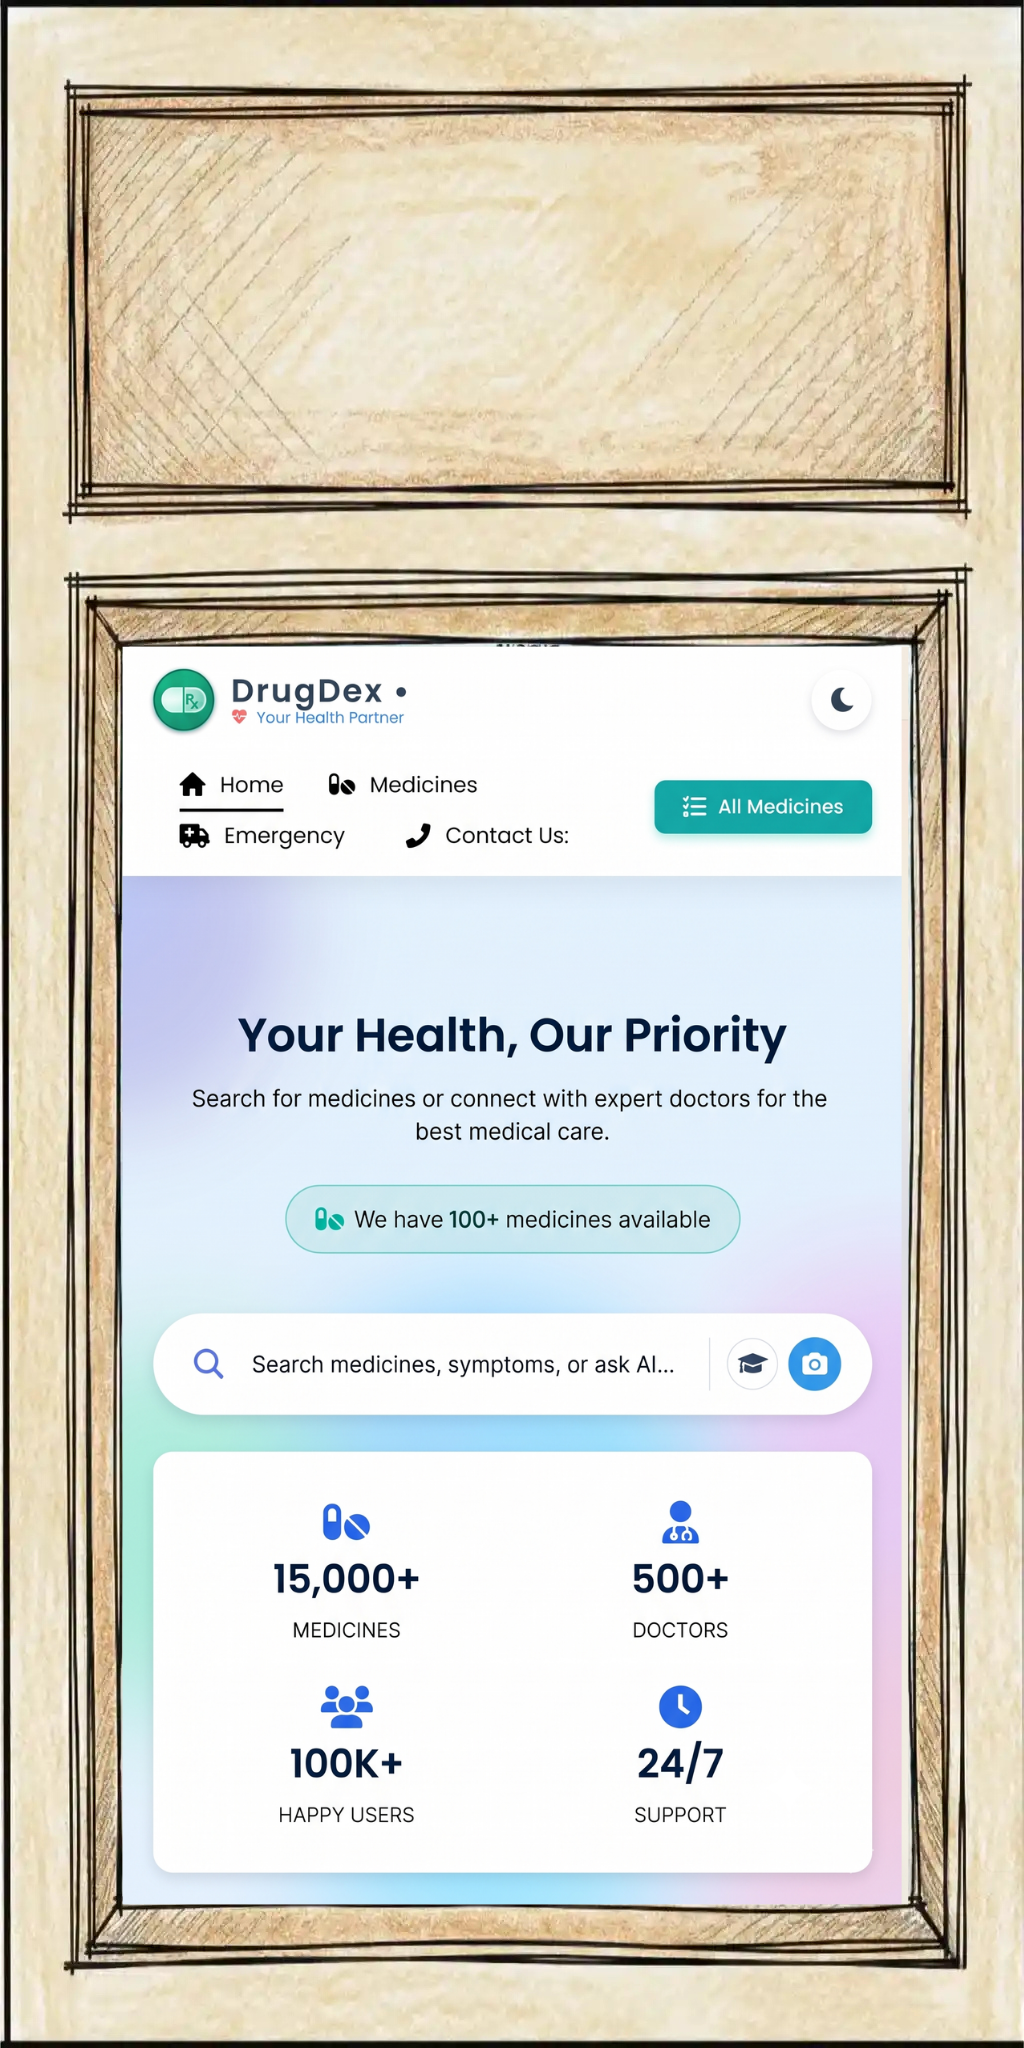 DrugDex •
Your Health Partner
Home
Medicines
Emergency
Contact Us:
All Medicines
Your Health, Our Priority
Search for medicines or connect with expert doctors for the
best medical care.
We have 100+ medicines available
Search medicines, symptoms, or ask AI...
15,000+
MEDICINES
500+
DOCTORS
100K+
HAPPY USERS
24/7
SUPPORT